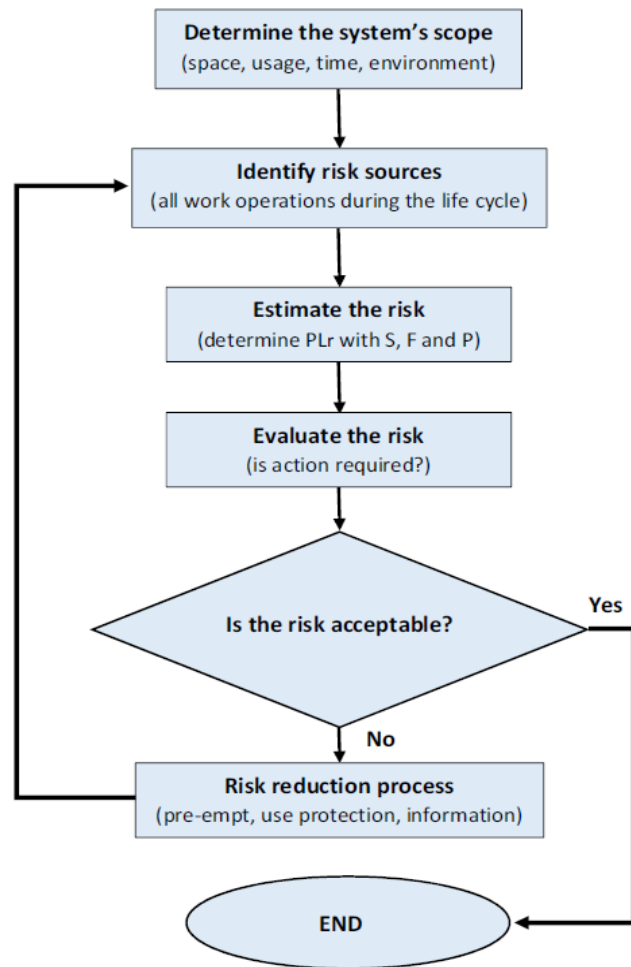 Determine the system’s scope
(space, usage, time, environment)
Identify risk sources
(all work operations during the life cycle)
Estimate the risk
(determine PLr with S, F and P)
Evaluate the risk
(is action required?)
Is the risk acceptable?
Yes
No
Risk reduction process
(pre-empt, use protection, information)
END